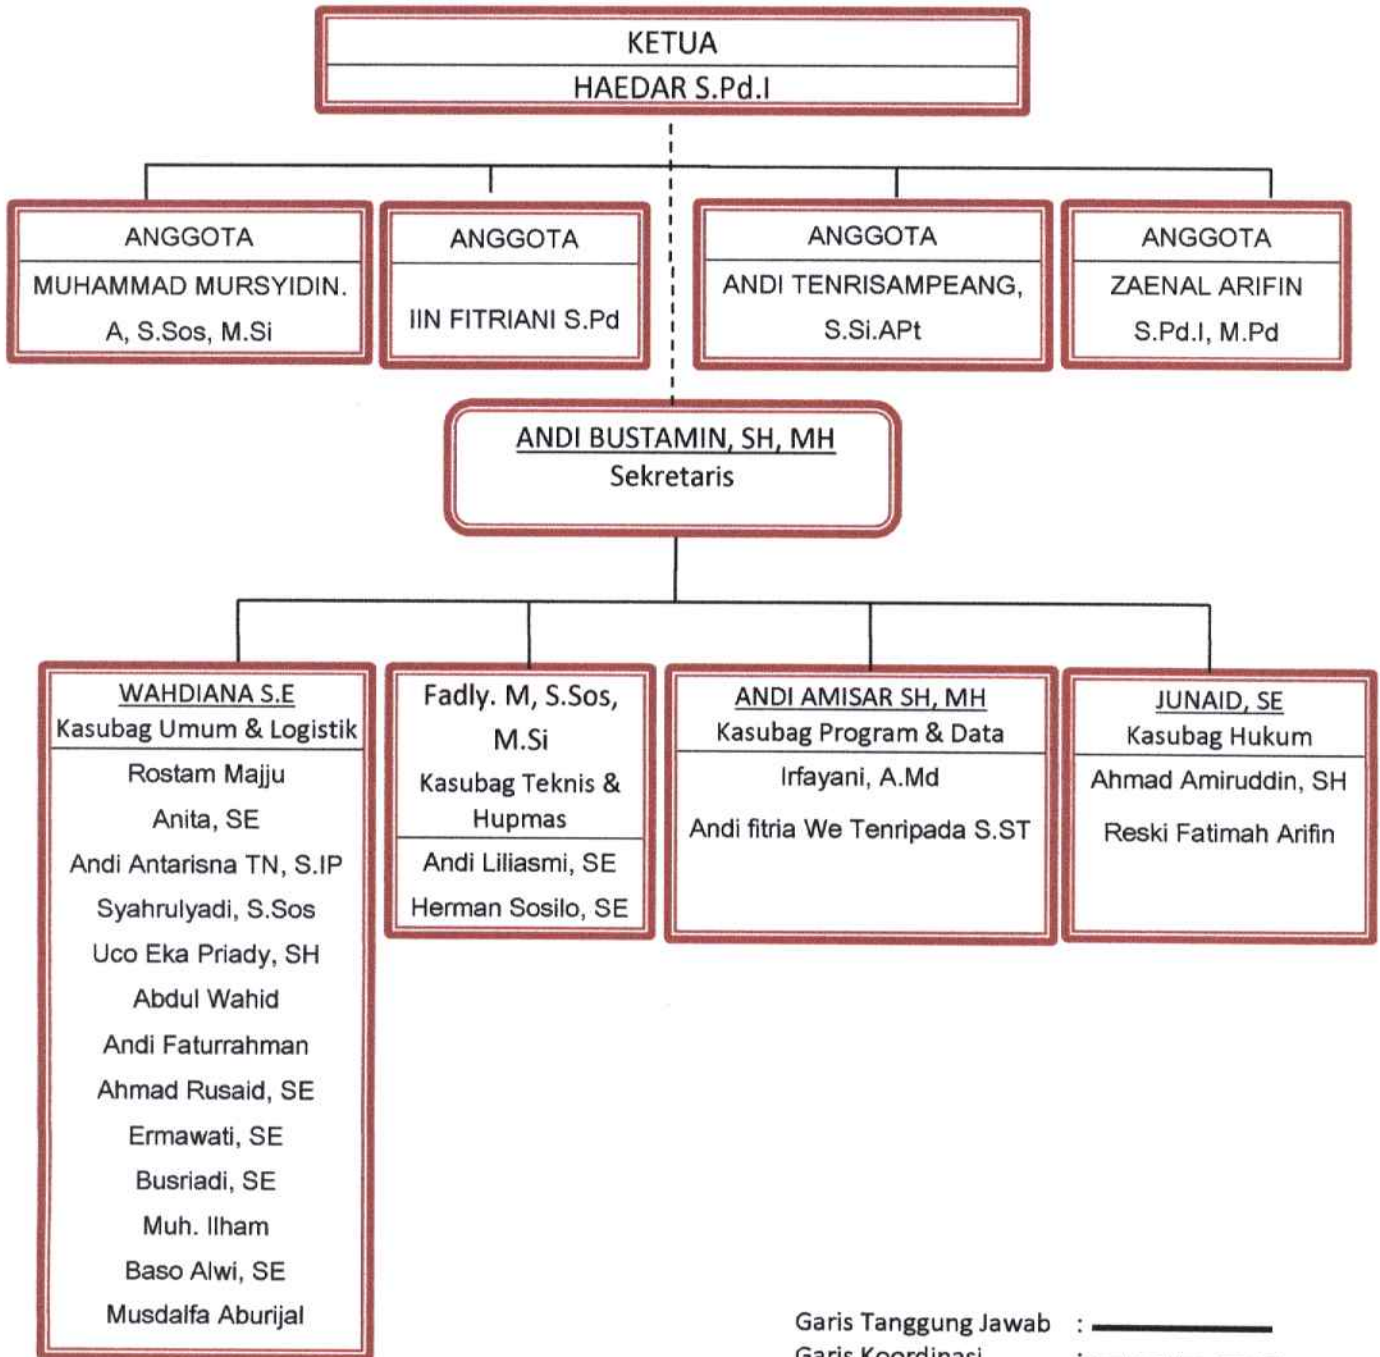 KETUA
HAEDAR S.Pd.I
ANGGOTA
MUHAMMAD MURSYIDIN.
A, S.Sos, M.Si
ANGGOTA
IIN FITRIANI S.Pd
ANGGOTA
ANDI TENRISAMPEANG,
S.Si.APt
ANGGOTA
ZAENAL ARIFIN
S.Pd.I, M.Pd
ANDI BUSTAMIN, SH, MH
Sekretaris
WAHDIANA S.E
Kasubag Umum & Logistik
Rostam Majju
Anita, SE
Andi Antarisna TN, S.IP
Syahrulyadi, S.Sos
Uco Eka Priady, SH
Abdul Wahid
Andi Faturrahman
Ahmad Rusaid, SE
Ermawati, SE
Busriadi, SE
Muh. Ilham
Baso Alwi, SE
Musdalfa Aburijal
Fadly. M, S.Sos,
M.Si
Kasubag Teknis &
Hupmas
Andi Liliasmi, SE
Herman Sosilo, SE
ANDI AMISAR SH, MH
Kasubag Program & Data
Irfayani, A.Md
Andi fitria We Tenripada S.ST
JUNAID, SE
Kasubag Hukum
Ahmad Amiruddin, SH
Reski Fatimah Arifin
Garis Tanggung Jawab :
Garis Koordinasi :